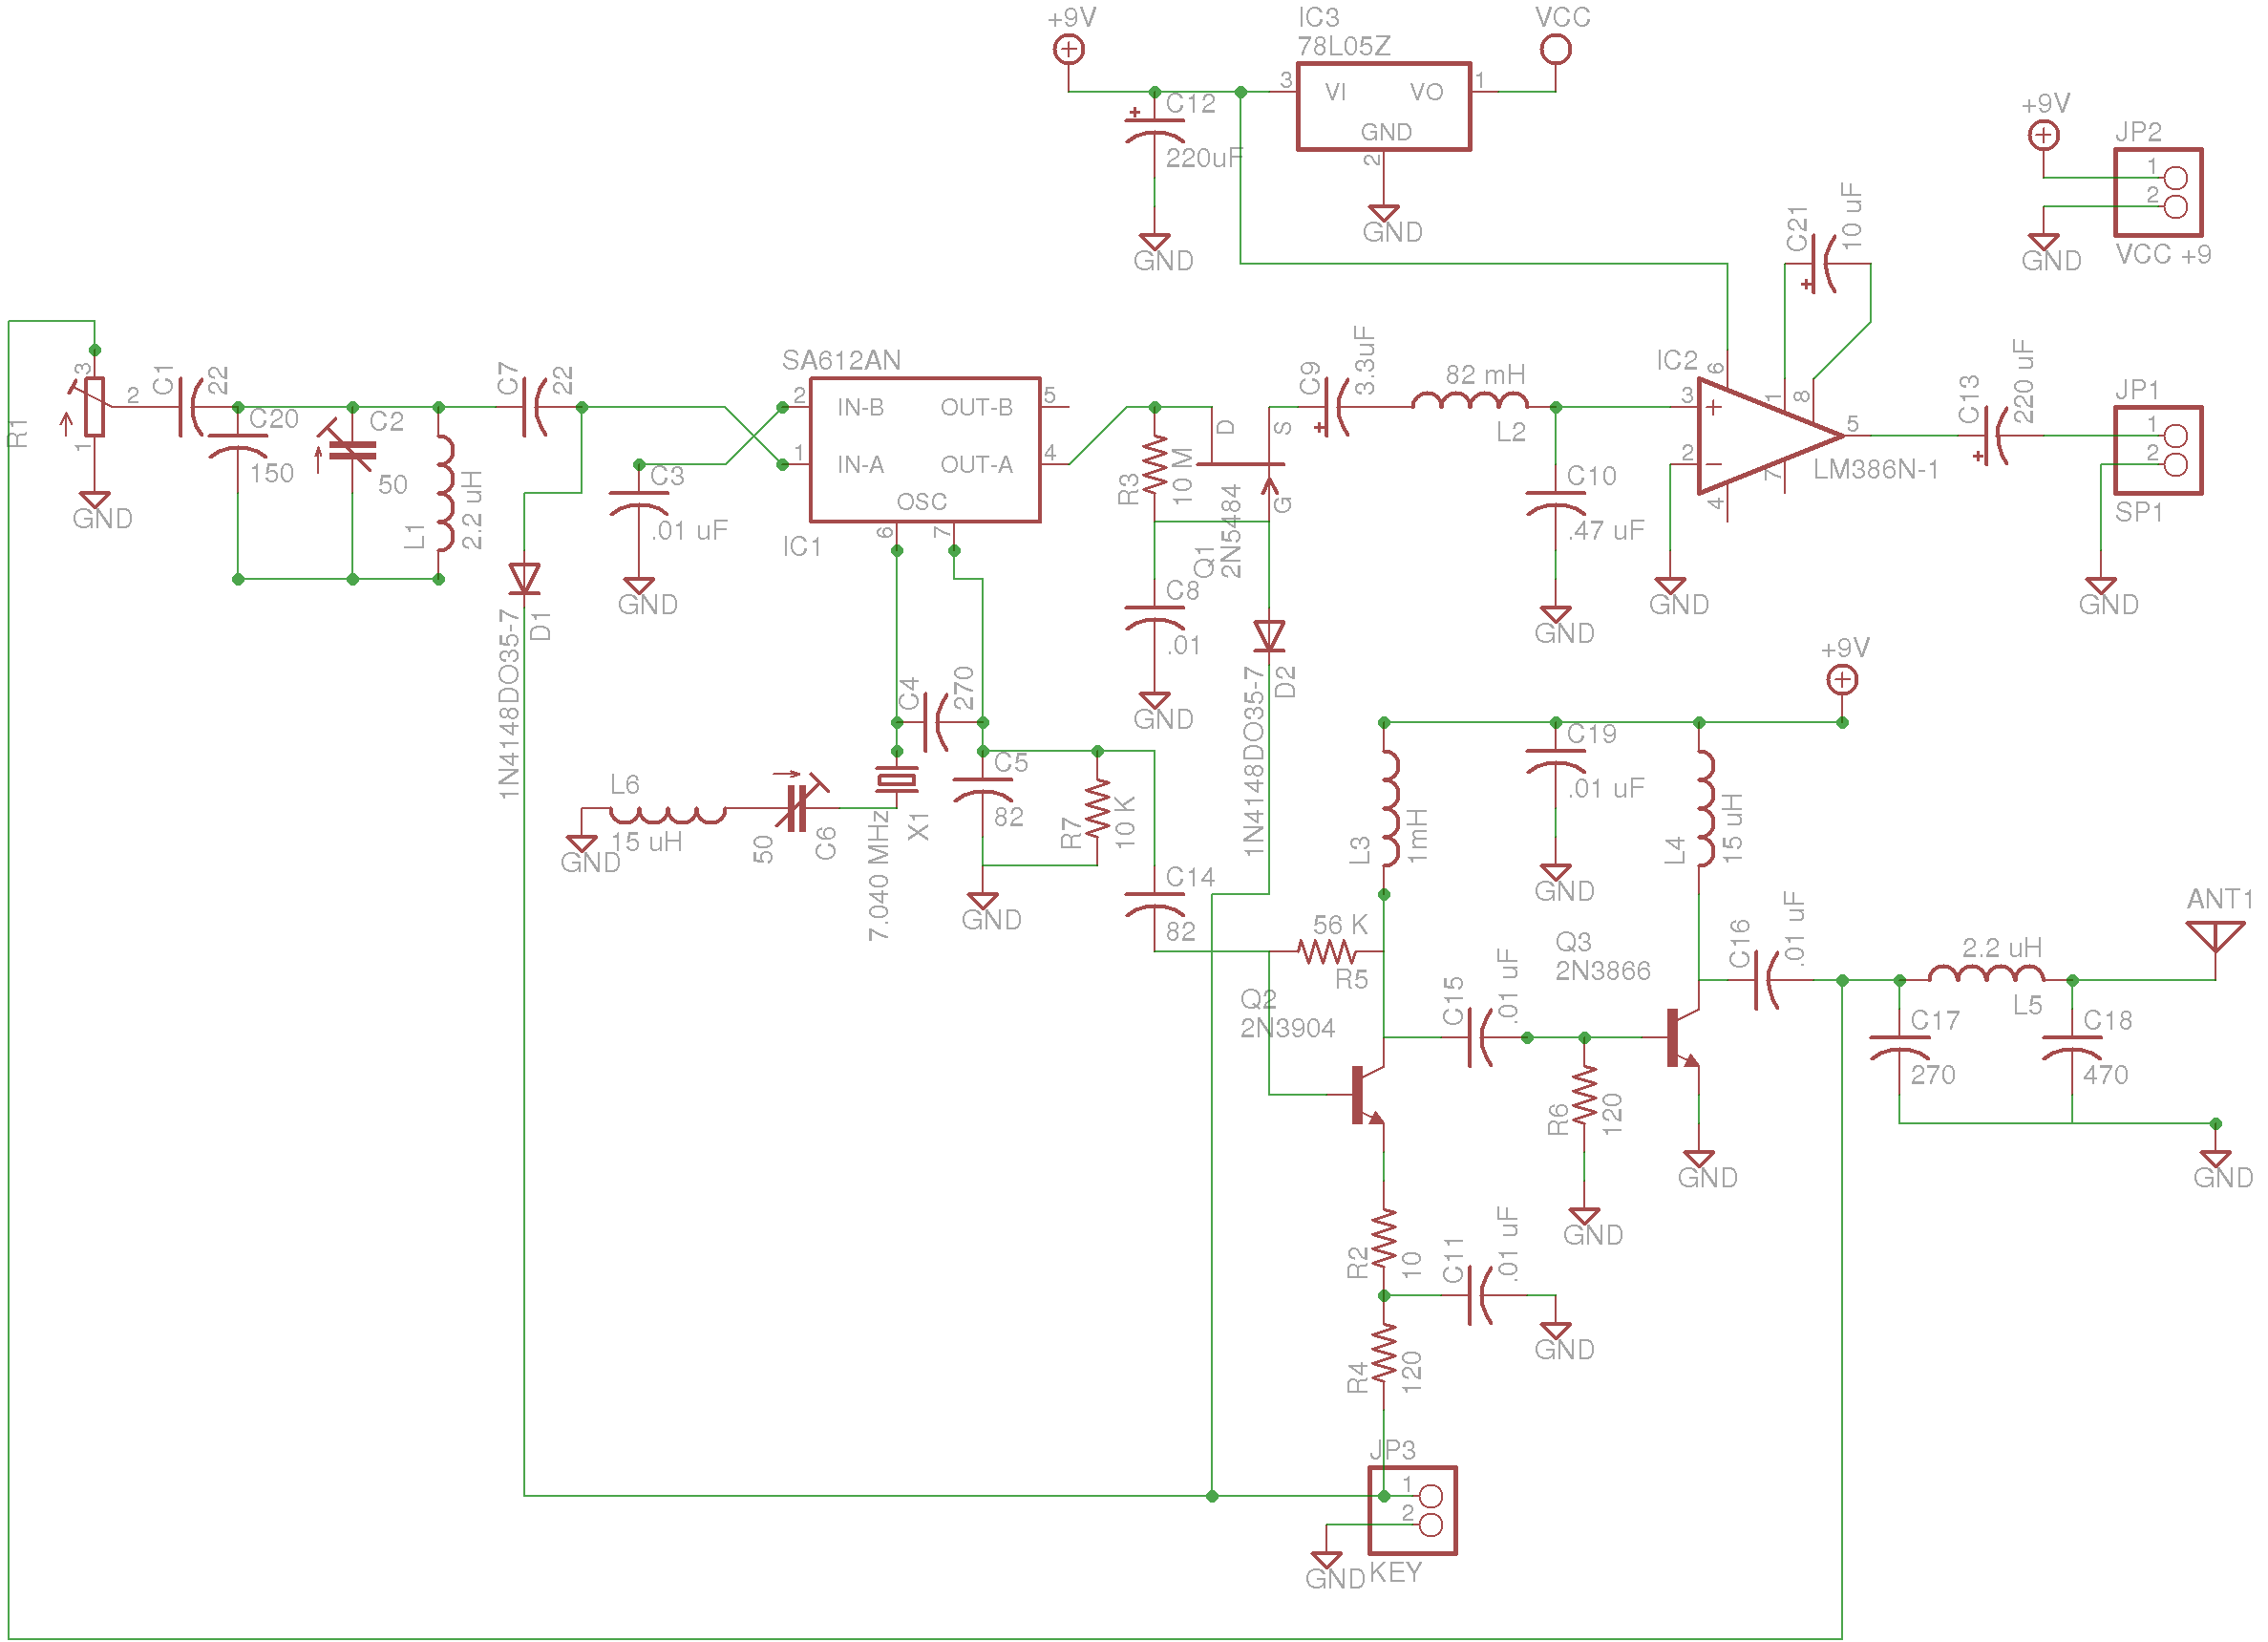 +9V
IC3
78L05Z
VCC
3
VI
VO
1
GND
2
GND
C12
220uF
GND
+9V
JP2
1
2
GND
VCC +9
C21
10 uF
R1
3
2
1
GND
C1
22
C20
150
C2
50
L1
2.2 uH
C7
22
SA612AN
2
IN-B
OUT-B
5
1
IN-A
OUT-A
4
OSC
6
7
IC1
C3
.01 uF
GND
D1
1N4148DO35-7
R3
10 M
D
S
G
Q1
2N5484
C8
.01
GND
D2
1N4148DO35-7
C9
3.3uF
82 mH
L2
C10
.47 uF
GND
IC2
6
3
2
1
8
5
4
7
LM386N-1
GND
C13
220 uF
JP1
1
2
SP1
GND
C4
270
C5
82
GND
R7
10 K
L6
15 uH
GND
50
C6
7.040 MHz
X1
C14
82
56 K
R5
Q2
2N3904
L3
1mH
+9V
C19
.01 uF
GND
L4
15 uH
C15
.01 uF
Q3
2N3866
C16
.01 uF
R6
120
GND
GND
ANT1
2.2 uH
L5
C17
270
C18
470
GND
R2
10
C11
.01 uF
GND
R4
120
JP3
1
2
GND
KEY